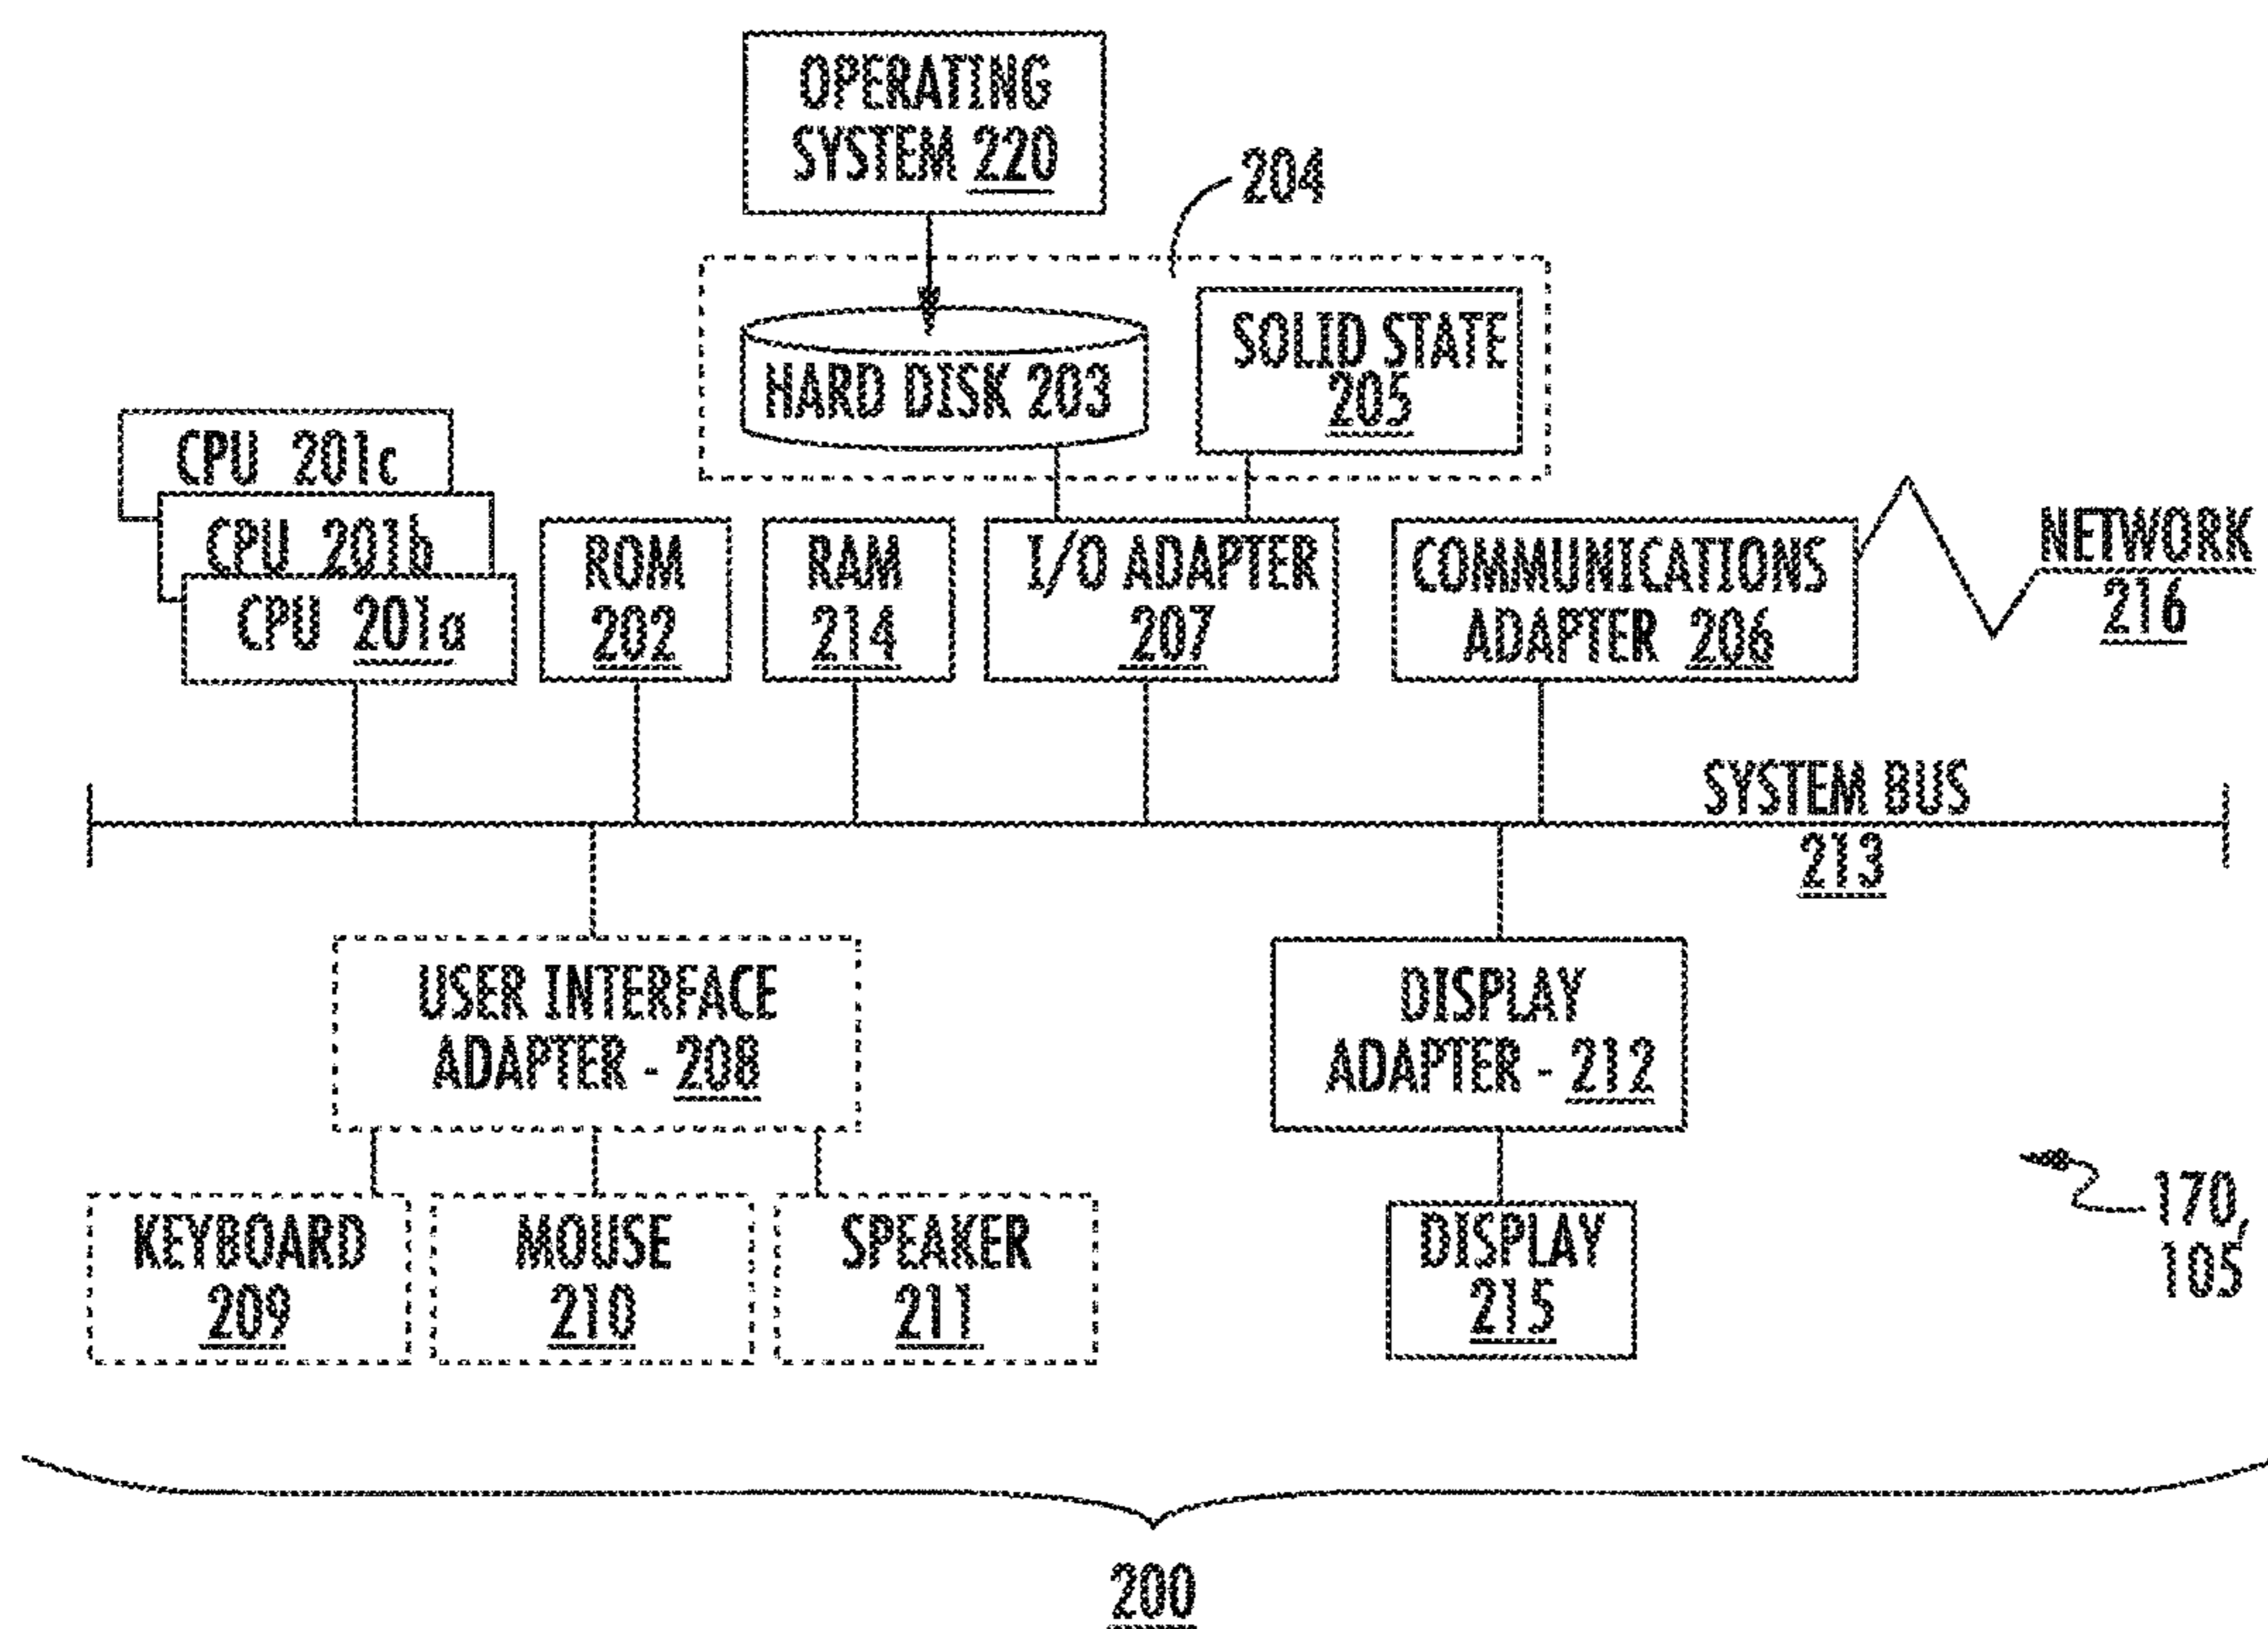 OPERATING
SYSTEM 220
204
HARD DISK 203
SOLID STATE
205
CPU 201c
CPU 201b
CPU 201a
ROM
202
RAM
214
I/O ADAPTER
207
COMMUNICATIONS
ADAPTER 206
NETWORK
216
SYSTEM BUS
213
USER INTERFACE
ADAPTER - 208
DISPLAY
ADAPTER - 212
KEYBOARD
209
MOUSE
210
SPEAKER
211
DISPLAY
215
170,
105
200